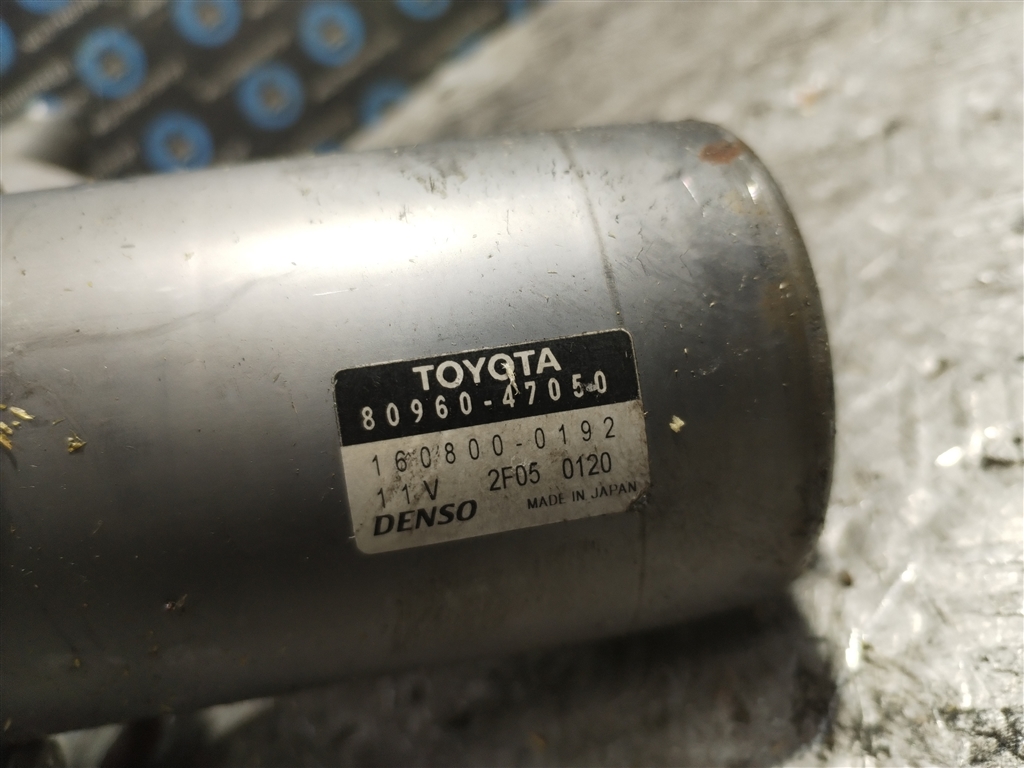 TOYOTA
80960-47050
160800-0192
11V 2F05 0120
DENSO MADE IN JAPAN